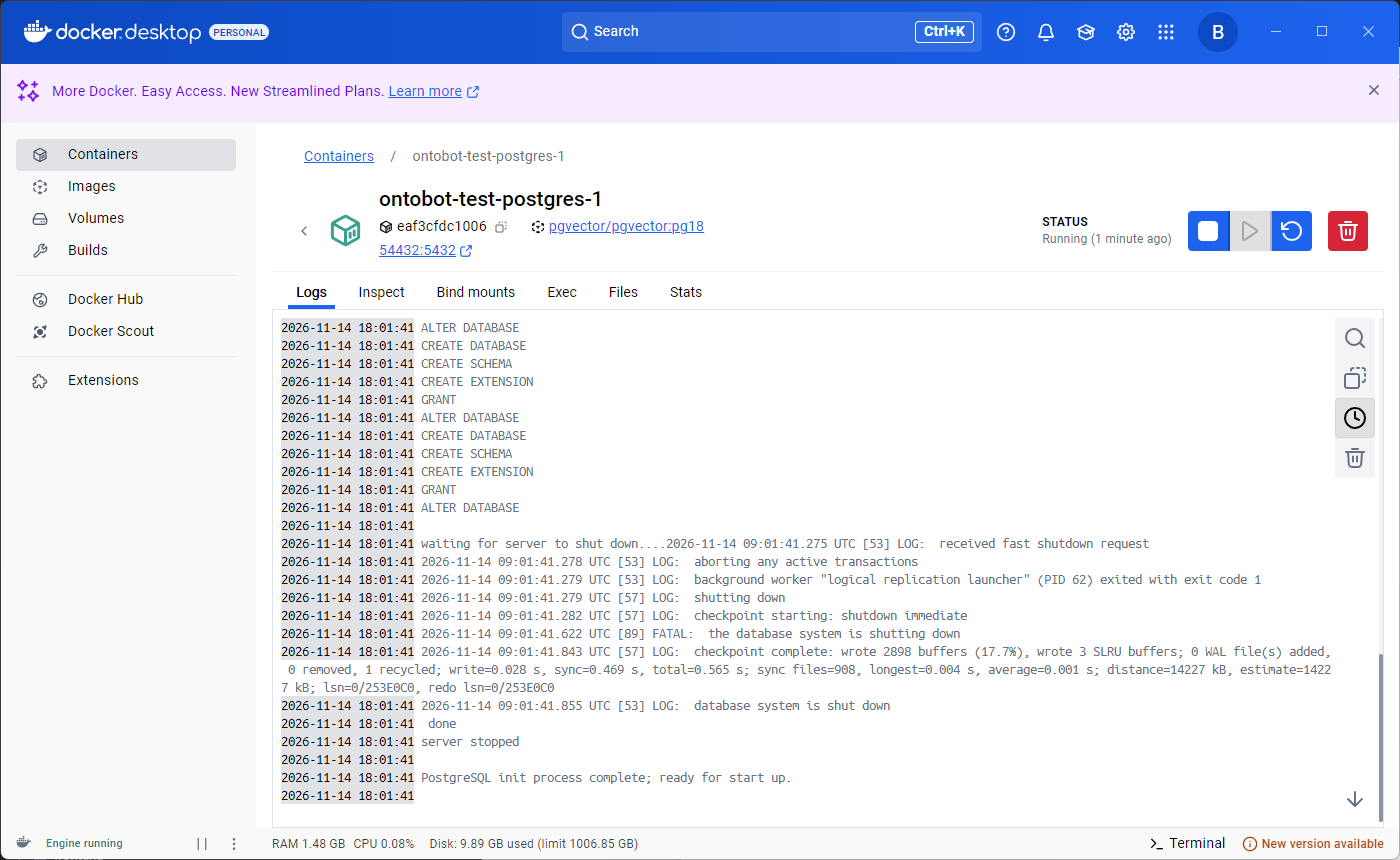 docker.desktop PERSONAL Search Ctrl+K B
More Docker. Easy Access. New Streamlined Plans. Learn more
Containers
Images
Volumes
Builds
Docker Hub
Docker Scout
Extensions
Containers / ontobot-test-postgres-1
ontobot-test-postgres-1
eaf3cfdc1006 pgvector/pgvector:pg18
54432:5432
STATUS
Running (1 minute ago)
Logs Inspect Bind mounts Exec Files Stats
2026-11-14 18:01:41 ALTER DATABASE
2026-11-14 18:01:41 CREATE DATABASE
2026-11-14 18:01:41 CREATE SCHEMA
2026-11-14 18:01:41 CREATE EXTENSION
2026-11-14 18:01:41 GRANT
2026-11-14 18:01:41 ALTER DATABASE
2026-11-14 18:01:41 CREATE DATABASE
2026-11-14 18:01:41 CREATE SCHEMA
2026-11-14 18:01:41 CREATE EXTENSION
2026-11-14 18:01:41 GRANT
2026-11-14 18:01:41 ALTER DATABASE
2026-11-14 18:01:41
2026-11-14 18:01:41 waiting for server to shut down....2026-11-14 09:01:41.275 UTC [53] LOG:  received fast shutdown request
2026-11-14 18:01:41 2026-11-14 09:01:41.278 UTC [53] LOG:  aborting any active transactions
2026-11-14 18:01:41 2026-11-14 09:01:41.279 UTC [53] LOG:  background worker "logical replication launcher" (PID 62) exited with exit code 1
2026-11-14 18:01:41 2026-11-14 09:01:41.279 UTC [57] LOG:  shutting down
2026-11-14 18:01:41 2026-11-14 09:01:41.282 UTC [57] LOG:  checkpoint starting: shutdown immediate
2026-11-14 18:01:41 2026-11-14 09:01:41.622 UTC [89] FATAL:  the database system is shutting down
2026-11-14 18:01:41 2026-11-14 09:01:41.843 UTC [57] LOG:  checkpoint complete: wrote 2898 buffers (17.7%), wrote 3 SLRU buffers; 0 WAL file(s) added,
0 removed, 1 recycled; write=0.028 s, sync=0.469 s, total=0.565 s; sync files=908, longest=0.004 s, average=0.001 s; distance=14227 kB, estimate=1422
7 kB; lsn=0/253E0C0, redo lsn=0/253E0C0
2026-11-14 18:01:41 2026-11-14 09:01:41.855 UTC [53] LOG:  database system is shut down
2026-11-14 18:01:41  done
2026-11-14 18:01:41 server stopped
2026-11-14 18:01:41
2026-11-14 18:01:41 PostgreSQL init process complete; ready for start up.
2026-11-14 18:01:41
Engine running RAM 1.48 GB CPU 0.08% Disk: 9.89 GB used (limit 1006.85 GB) Terminal New version available